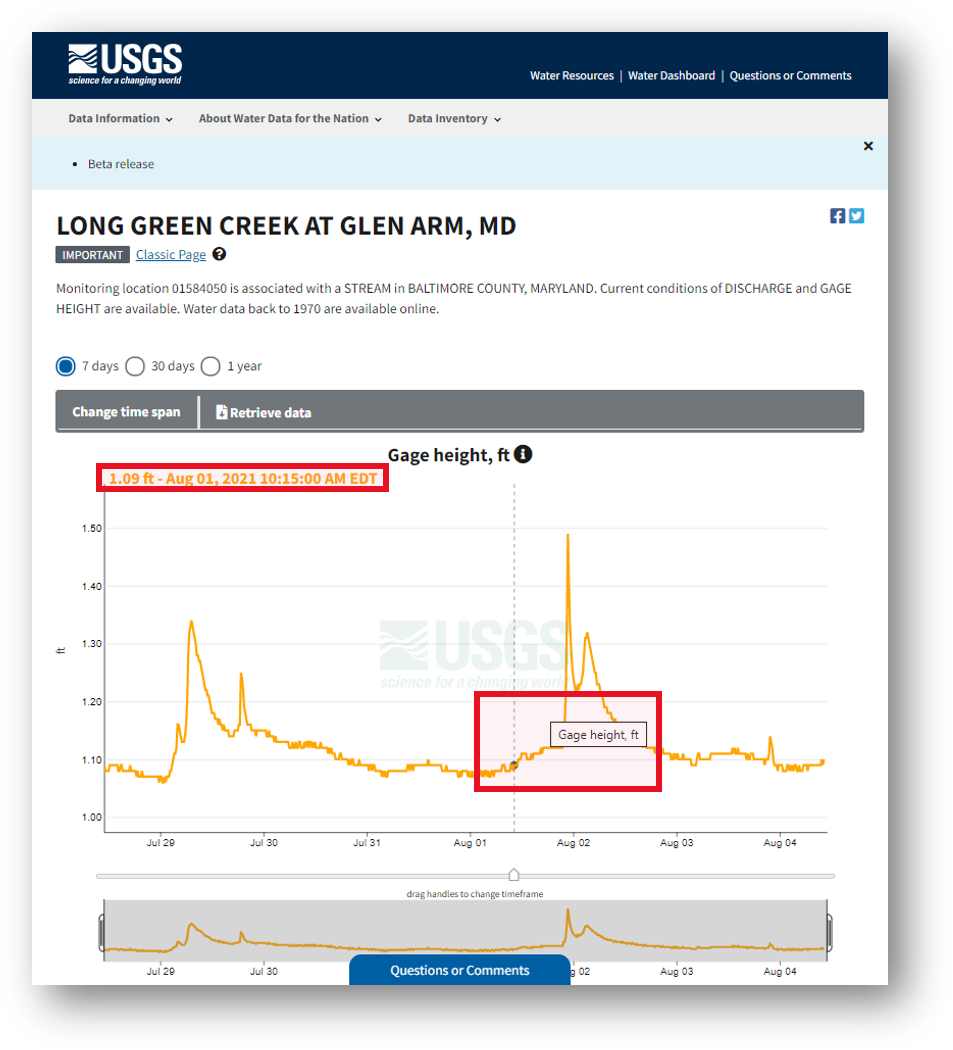 USGS
science for a changing world
Water Resources | Water Dashboard | Questions or Comments
Data Information
About Water Data for the Nation
Data Inventory
Beta release
LONG GREEN CREEK AT GLEN ARM, MD
IMPORTANT Classic Page
Monitoring location 01584050 is associated with a STREAM in BALTIMORE COUNTY, MARYLAND. Current conditions of DISCHARGE and GAGE
HEIGHT are available. Water data back to 1970 are available online.
7 days 30 days 1 year
Change time span
Retrieve data
Gage height, ft
1.09 ft - Aug 01, 2021 10:15:00 AM EDT
1.50
1.40
1.30
ft
1.20
1.10
1.00
USGS
science for a changing world
Gage height, ft
Jul 29 Jul 30 Jul 31 Aug 01 Aug 02 Aug 03 Aug 04
drag handles to change timeframe
Jul 29 Jul 30 g 02 Aug 03 Aug 04
Questions or Comments